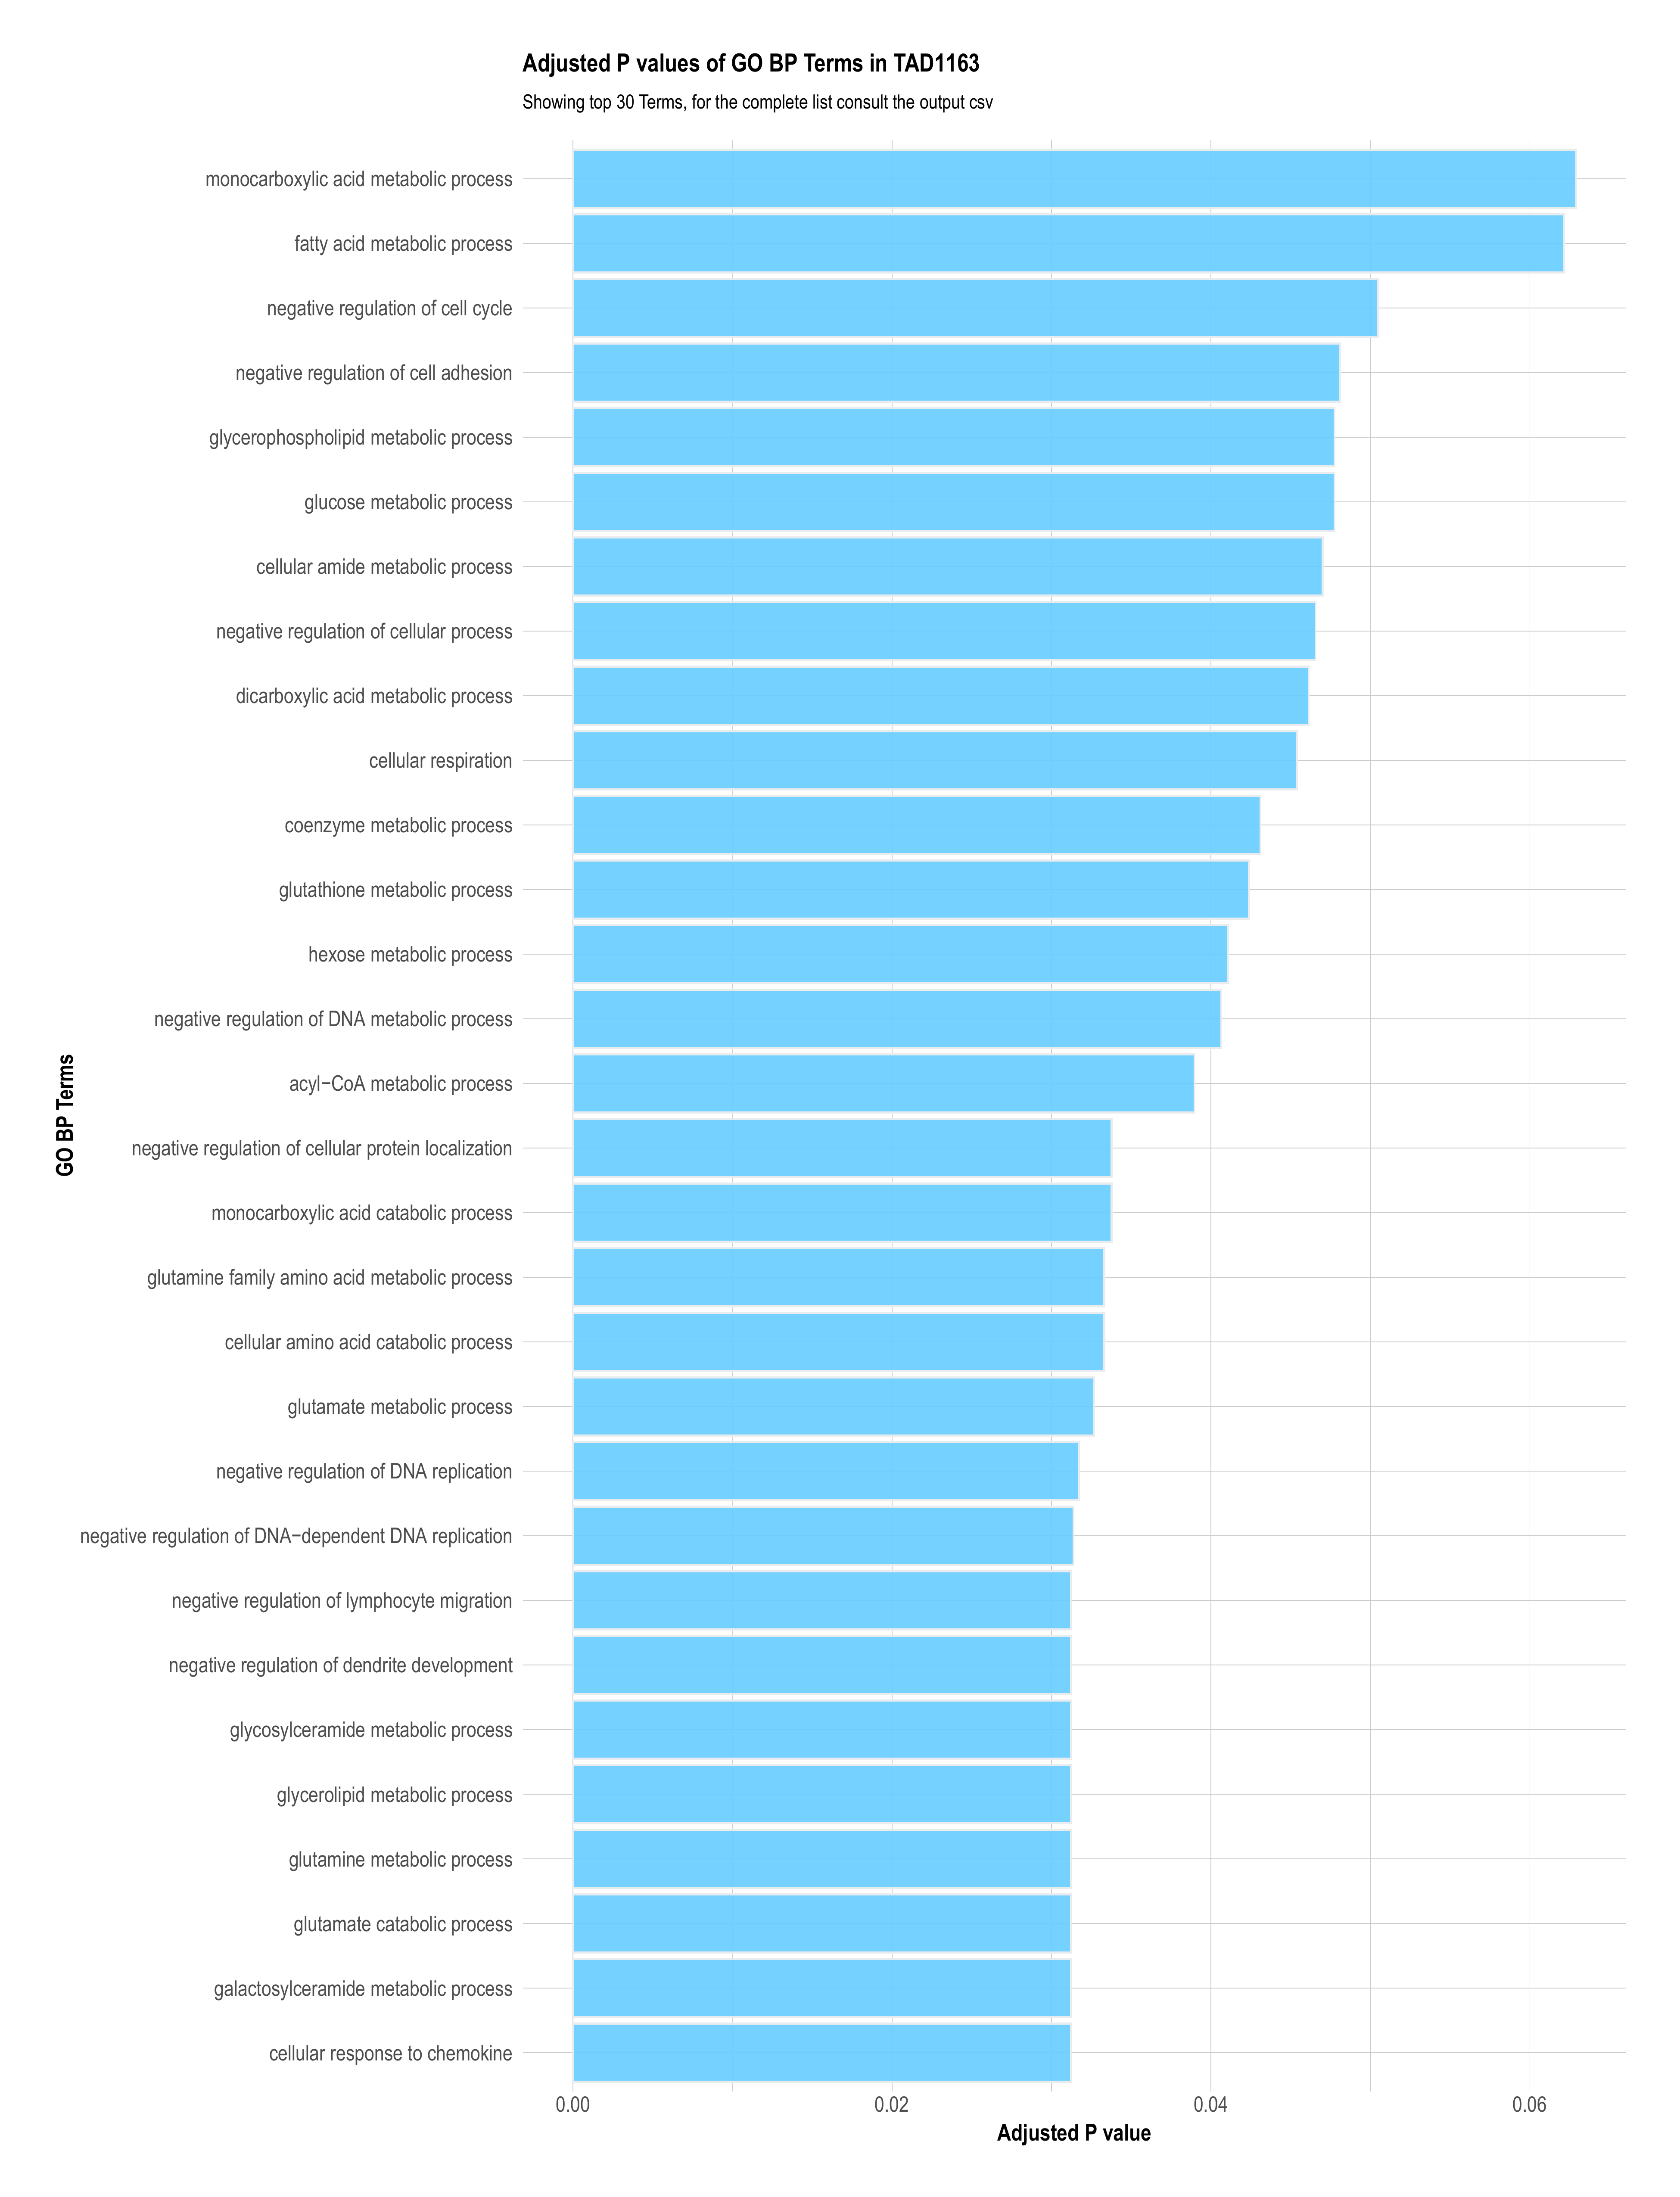 Adjusted P values of GO BP Terms in TAD1163
Showing top 30 Terms, for the complete list consult the output csv
monocarboxylic acid metabolic process
fatty acid metabolic process
negative regulation of cell cycle
negative regulation of cell adhesion
glycerophospholipid metabolic process
glucose metabolic process
cellular amide metabolic process
negative regulation of cellular process
dicarboxylic acid metabolic process
cellular respiration
coenzyme metabolic process
glutathione metabolic process
hexose metabolic process
negative regulation of DNA metabolic process
acyl−CoA metabolic process
negative regulation of cellular protein localization
monocarboxylic acid catabolic process
glutamine family amino acid metabolic process
cellular amino acid catabolic process
glutamate metabolic process
negative regulation of DNA replication
negative regulation of DNA−dependent DNA replication
negative regulation of lymphocyte migration
negative regulation of dendrite development
glycosylceramide metabolic process
glycerolipid metabolic process
glutamine metabolic process
glutamate catabolic process
galactosylceramide metabolic process
cellular response to chemokine
GO BP Terms
0.00 0.02 0.04 0.06
Adjusted P value